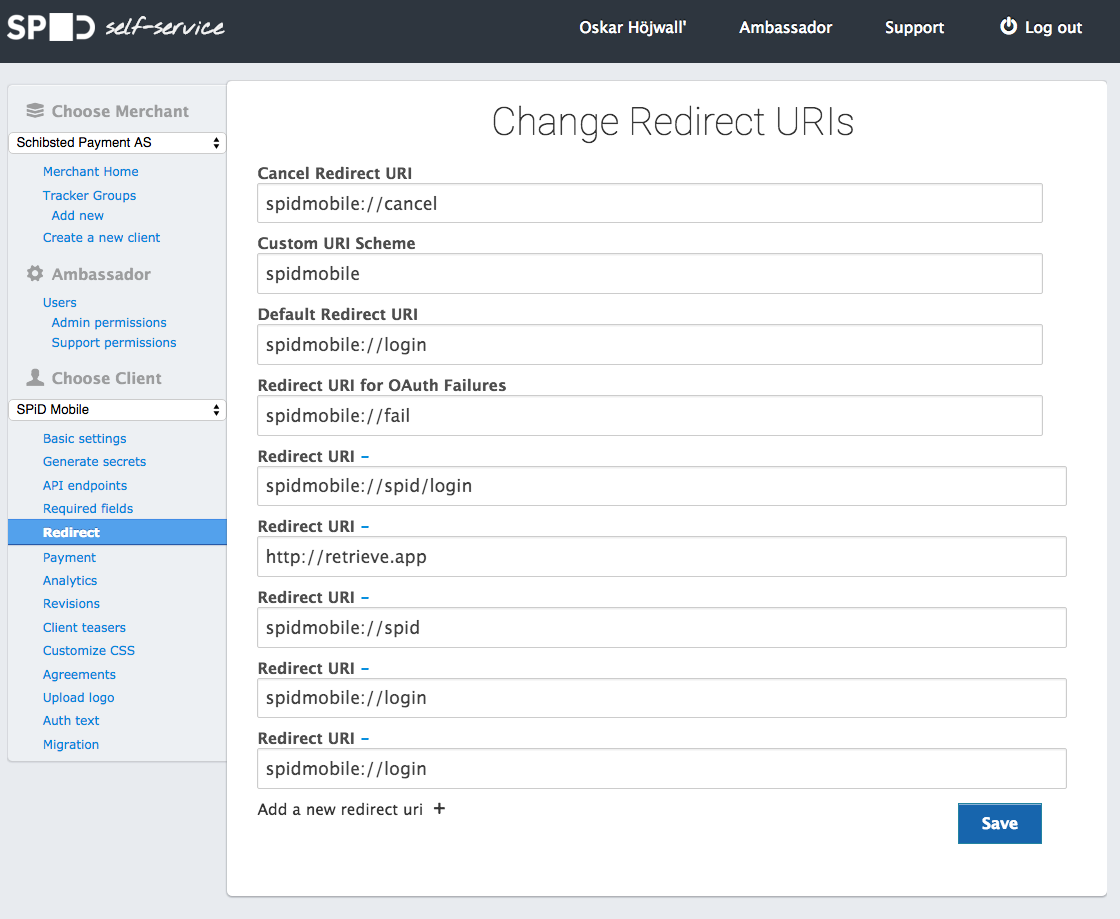 SPiD self-service
Oskar Höjwall' Ambassador Support Log out
Choose Merchant
Schibsted Payment AS
Merchant Home
Tracker Groups
Add new
Create a new client
Ambassador
Users
Admin permissions
Support permissions
Choose Client
SPiD Mobile
Basic settings
Generate secrets
API endpoints
Required fields
Redirect
Payment
Analytics
Revisions
Client teasers
Customize CSS
Agreements
Upload logo
Auth text
Migration
Change Redirect URIs
Cancel Redirect URI
spidmobile://cancel
Custom URI Scheme
spidmobile
Default Redirect URI
spidmobile://login
Redirect URI for OAuth Failures
spidmobile://fail
Redirect URI –
spidmobile://spid/login
Redirect URI –
http://retrieve.app
Redirect URI –
spidmobile://spid
Redirect URI –
spidmobile://login
Redirect URI –
spidmobile://login
Add a new redirect uri +
Save